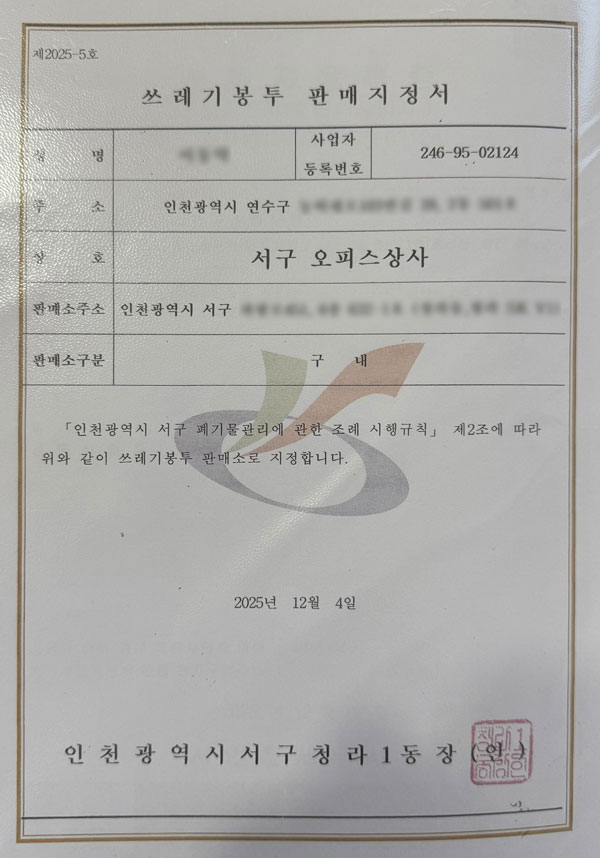 제2025-5호
쓰레기봉투 판매지정서
성 명
사업자
등록번호
246-95-02124
주 소
인천광역시 연수구
상 호
서구 오피스상사
판매소주소
인천광역시 서구
판매소구분
구 내
「인천광역시 서구 폐기물관리에 관한 조례 시행규칙」 제2조에 따라
위와 같이 쓰레기봉투 판매소로 지정합니다.
2025년 12월 4일
인천광역시서구청라1동장(인)